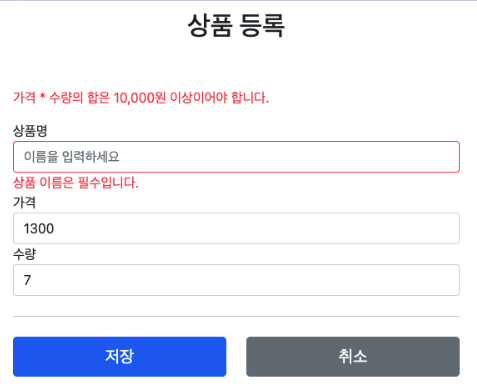 상품 등록
가격 * 수량의 합은 10,000원 이상이어야 합니다.
상품명
이름을 입력하세요
상품 이름은 필수입니다.
가격
1300
수량
7
저장 취소